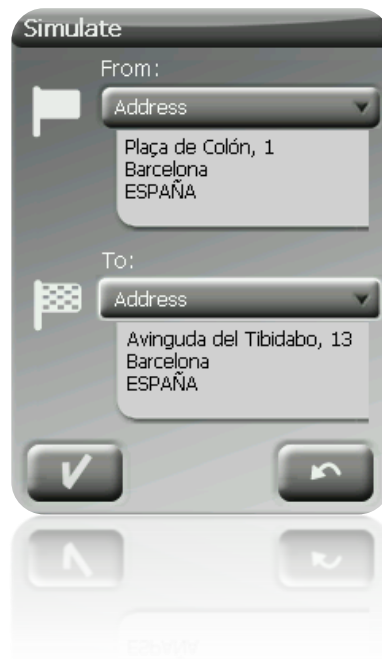 Simulate
From:
Address
Plaça de Colón, 1
Barcelona
ESPAÑA
To:
Address
Avinguda del Tibidabo, 13
Barcelona
ESPAÑA